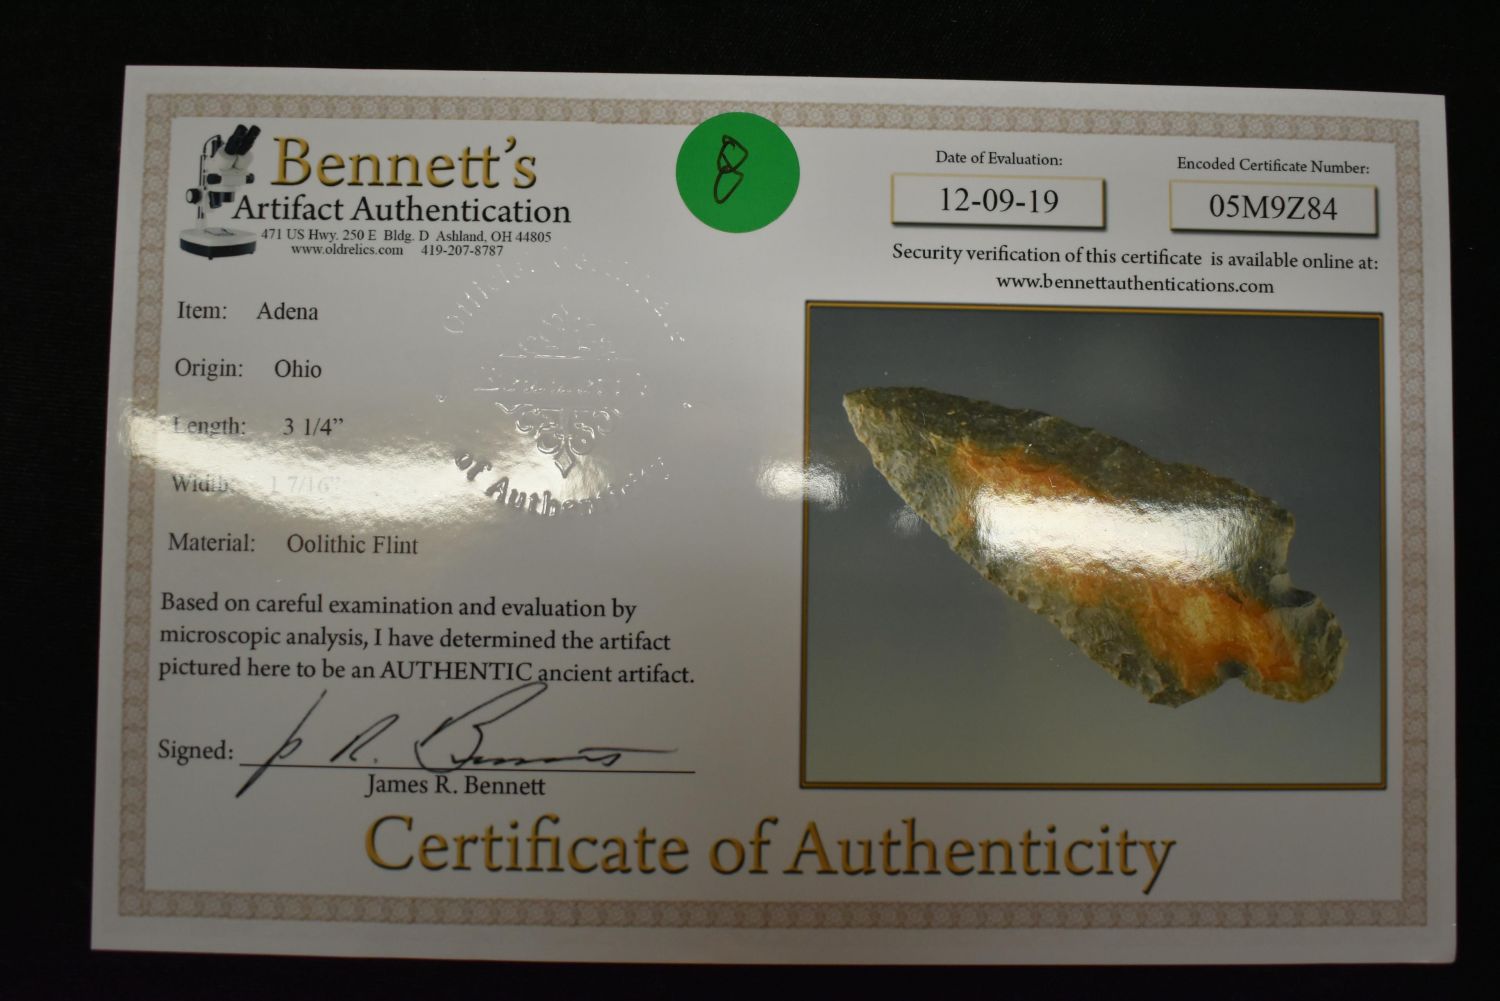 Bennett's
Artifact Authentication
471 US Hwy. 250 E Bldg. D Ashland, OH 44805
www.oldrelics.com 419-207-8787
8
Date of Evaluation:
12-09-19
Encoded Certificate Number:
05M9Z84
Security verification of this certificate is available online at:
www.bennettauthentications.com
Item: Adena
Origin: Ohio
Length: 3 1/4”
Width: 1 7/16”
Material: Oolithic Flint
Based on careful examination and evaluation by
microscopic analysis, I have determined the artifact
pictured here to be an AUTHENTIC ancient artifact.
Signed:
James R. Bennett
Certificate of Authenticity